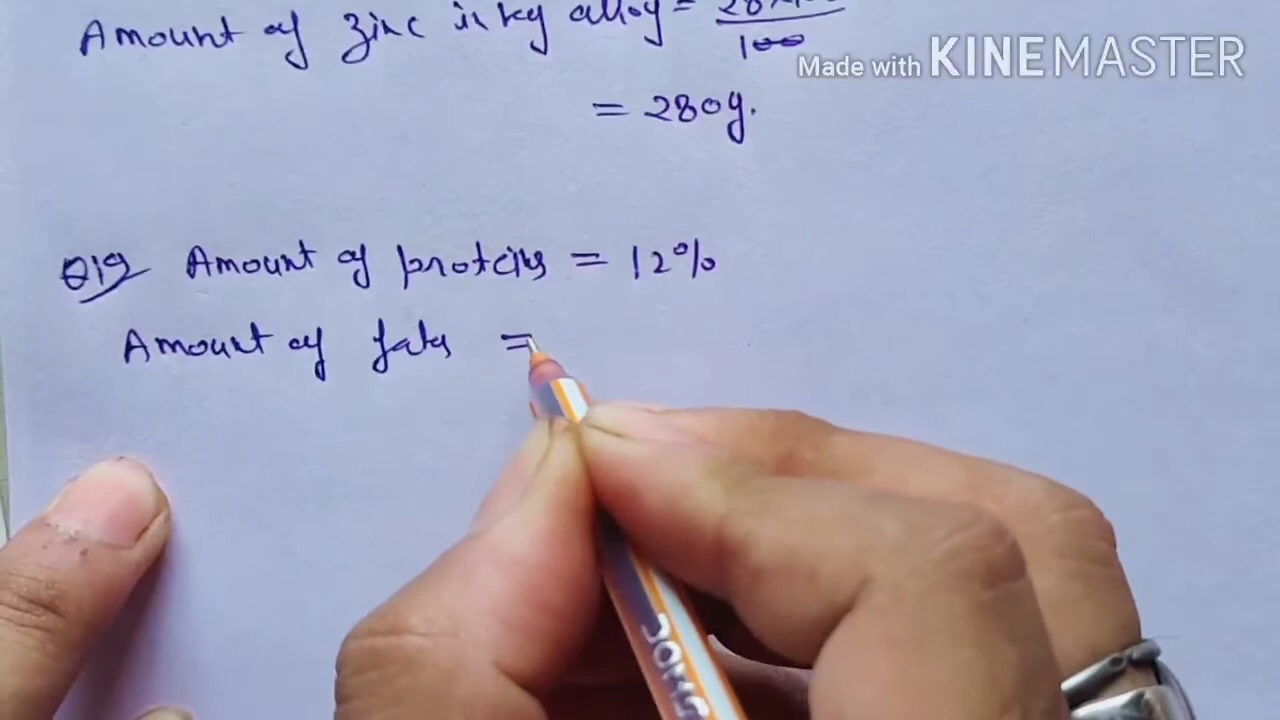 Amount of Zinc in kg alloy =
100
Made with KINEMASTER
= 280g.
Q19 Amount of proteins = 12%
Amount of fats =